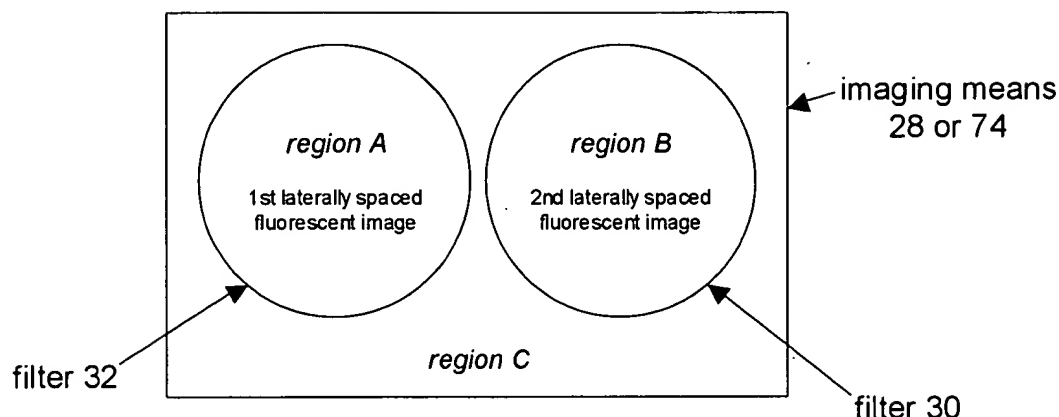 imaging means
28 or 74
region A
region B
1st laterally spaced
fluorescent image
2nd laterally spaced
fluorescent image
region C
filter 32
filter 30